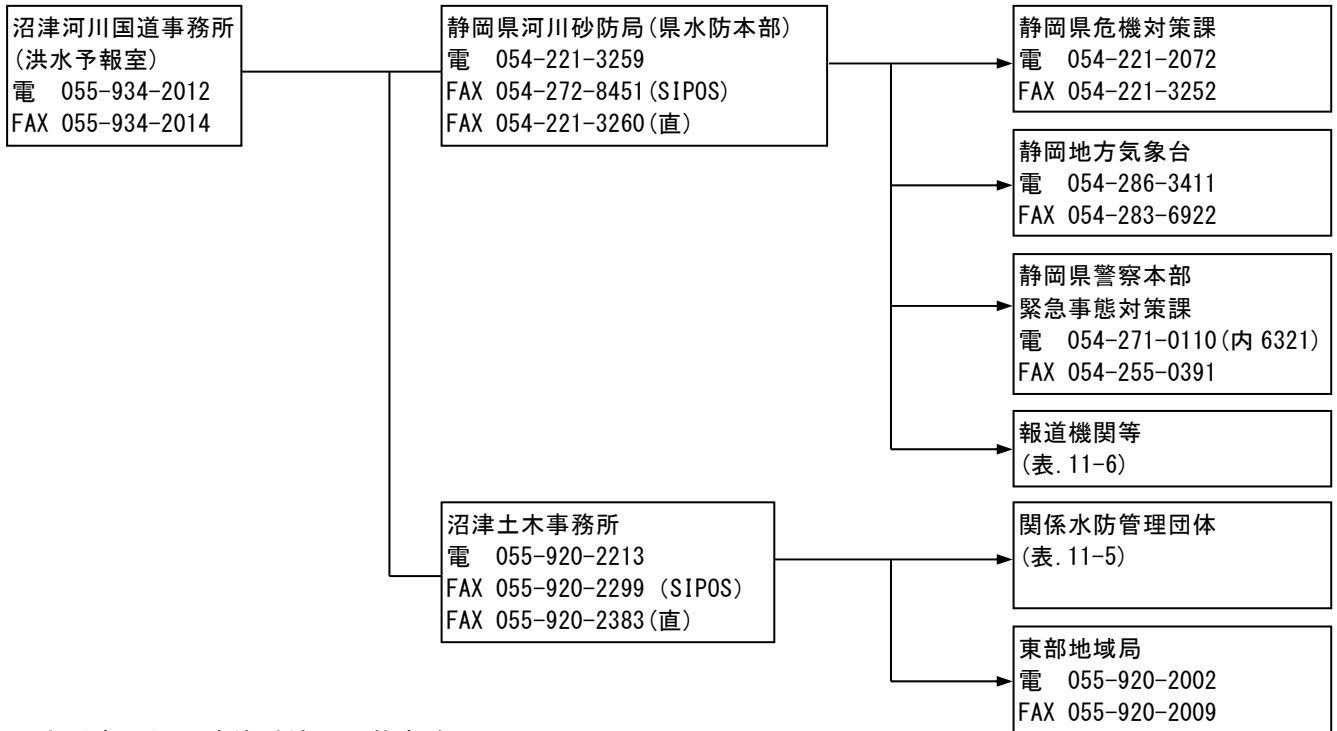 沼津河川国道事務所
(洪水予報室)
電　055-934-2012
FAX 055-934-2014
静岡県河川砂防局(県水防本部)
電　054-221-3259
FAX 054-272-8451(SIPOS)
FAX 054-221-3260(直)
静岡県危機対策課
電　054-221-2072
FAX 054-221-3252
静岡地方気象台
電　054-286-3411
FAX 054-283-6922
静岡県警察本部
緊急事態対策課
電　054-271-0110(内 6321)
FAX 054-255-0391
報道機関等
(表.11-6)
沼津土木事務所
電　055-920-2213
FAX 055-920-2299 (SIPOS)
FAX 055-920-2383(直)
関係水防管理団体
(表.11-5)
東部地域局
電　055-920-2002
FAX 055-920-2009